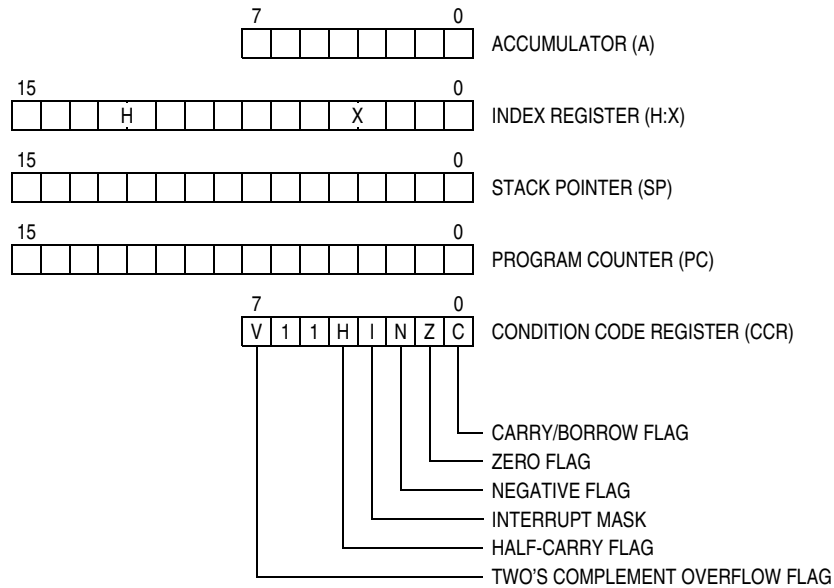 7 0
ACCUMULATOR (A)
15 0
H X INDEX REGISTER (H:X)
15 0
STACK POINTER (SP)
15 0
PROGRAM COUNTER (PC)
7 0
V 1 1 H I N Z C CONDITION CODE REGISTER (CCR)
CARRY/BORROW FLAG
ZERO FLAG
NEGATIVE FLAG
INTERRUPT MASK
HALF-CARRY FLAG
TWO'S COMPLEMENT OVERFLOW FLAG